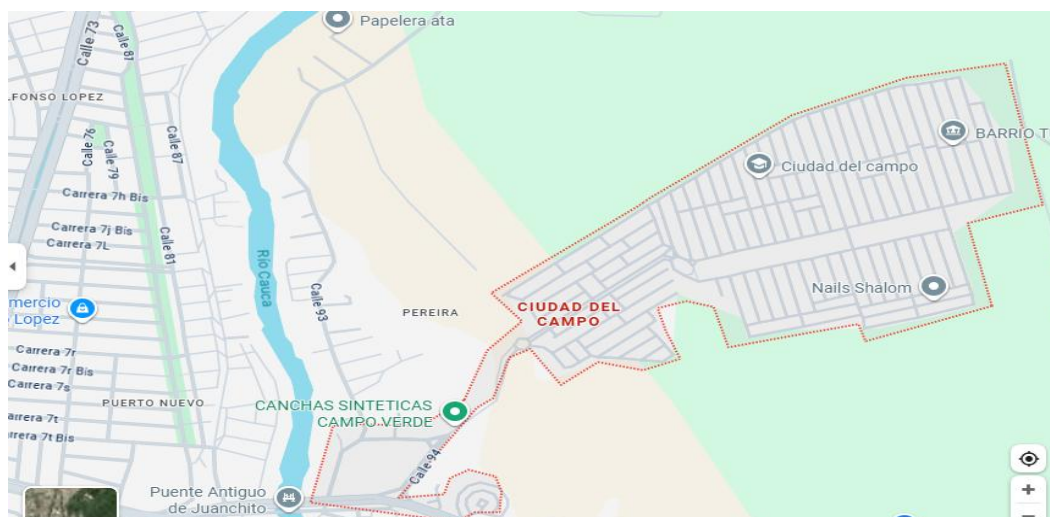 Papelera ata
Calle 73
Calle 81
LFONSO LOPEZ
Calle 76
Calle 79
Calle 87
BARRIO T
Ciudad del campo
Carrera 7h Bis
Carrera 7j Bis
Carrera 7L
Calle 81
Río Cauca
Calle 93
Nails Shalom
mercio
Lopez
PEREIRA
CIUDAD DEL
CAMPO
Carrera 7r
Carrera 7r Bis
Carrera 7s
PUERTO NUEVO
arrera 7t
rrera 7t Bis
CANCHAS SINTETICAS
CAMPO VERDE
Calle 94
Puente Antiguo
de Juanchito